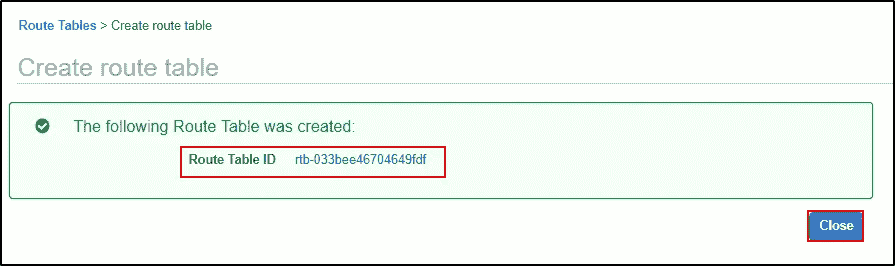 Route Tables > Create route table
Create route table
The following Route Table was created:
Route Table ID rtb-033bee46704649fdf
Close